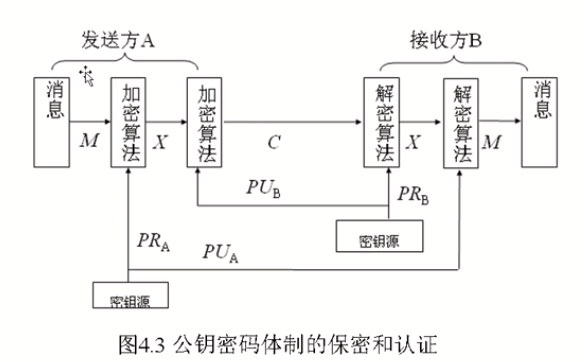 发送方A
接收方B
消息
加密算法
加密算法
解密算法
解密算法
消息
M
X
C
X
M
PU_B
PR_B
密钥源
PR_A
PU_A
密钥源
图4.3 公钥密码体制的保密和认证